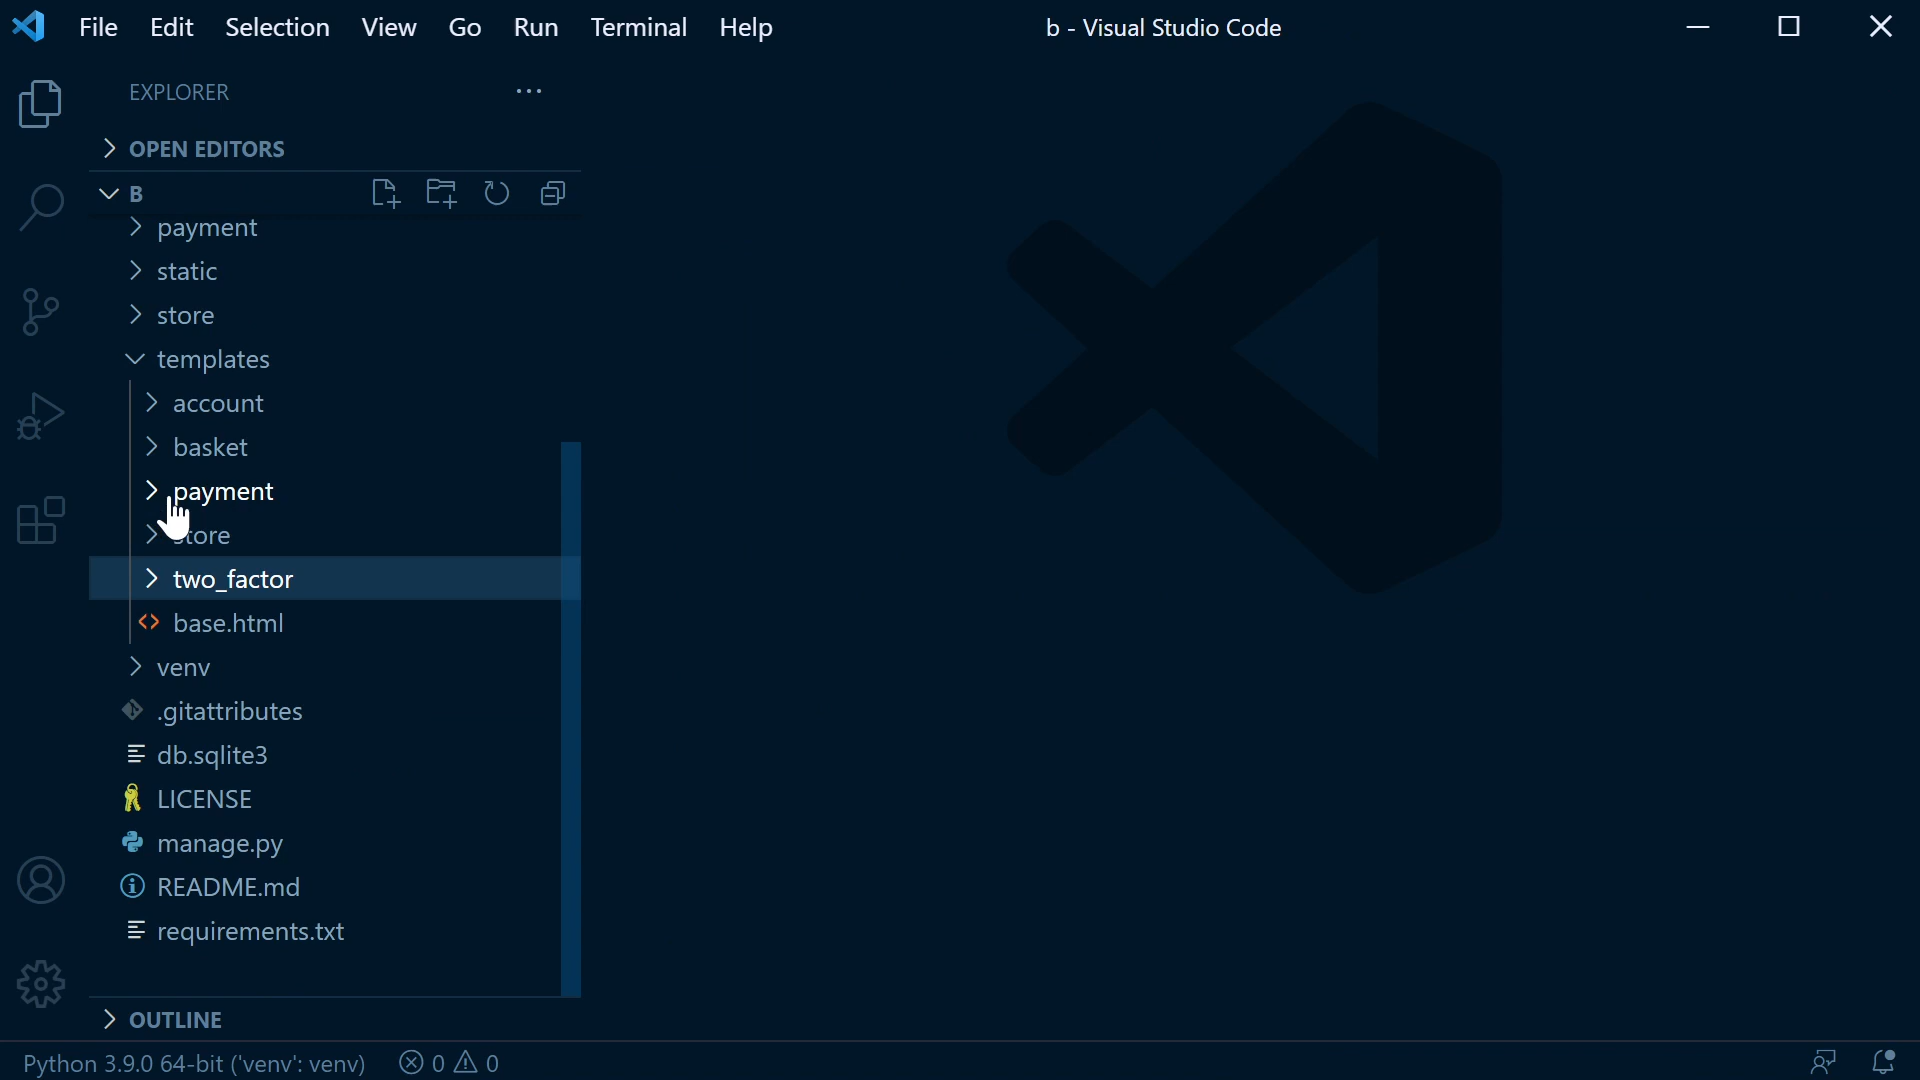 File Edit Selection View Go Run Terminal Help
b - Visual Studio Code
EXPLORER
OPEN EDITORS
B
payment
static
store
templates
account
basket
payment
store
two_factor
base.html
venv
.gitattributes
db.sqlite3
LICENSE
manage.py
README.md
requirements.txt
OUTLINE
Python 3.9.0 64-bit ('venv': venv) 0 0